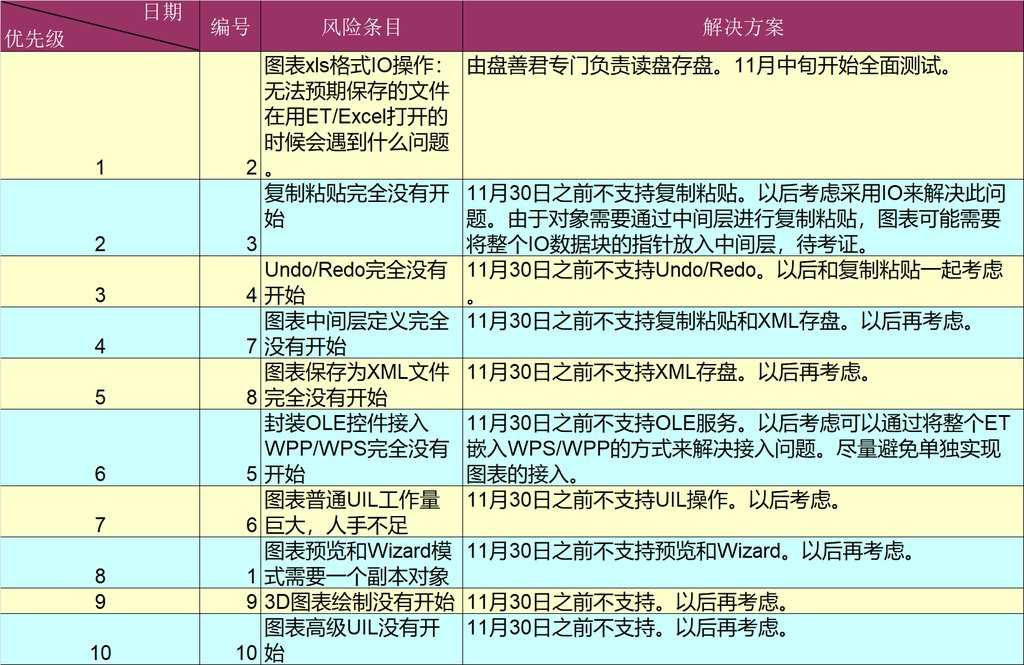 日期
优先级
编号
风险条目
解决方案
图表xls格式IO操作：
无法预期保存的文件
在用ET/Excel打开的
时候会遇到什么问题
。
1
2
由盘善君专门负责读盘存盘。11月中旬开始全面测试。
复制粘贴完全没有开
始
2
3
11月30日之前不支持复制粘贴。以后考虑采用IO来解决此问
题。由于对象需要通过中间层进行复制粘贴，图表可能需要
将整个IO数据块的指针放入中间层，待考证。
Undo/Redo完全没有
开始
3
4
11月30日之前不支持Undo/Redo。以后和复制粘贴一起考虑
。
图表中间层定义完全
没有开始
4
7
11月30日之前不支持复制粘贴和XML存盘。以后再考虑。
图表保存为XML文件
完全没有开始
5
8
11月30日之前不支持XML存盘。以后再考虑。
封装OLE控件接入
WPP/WPS完全没有
开始
6
5
11月30日之前不支持OLE服务。以后考虑可以通过将整个ET
嵌入WPS/WPP的方式来解决接入问题。尽量避免单独实现
图表的接入。
图表普通UIL工作量
巨大，人手不足
7
6
11月30日之前不支持UIL操作。以后考虑。
图表预览和Wizard模
式需要一个副本对象
8
1
11月30日之前不支持预览和Wizard。以后再考虑。
9
9
3D图表绘制没有开始
11月30日之前不支持。以后再考虑。
图表高级UIL没有开
始
10
10
11月30日之前不支持。以后再考虑。